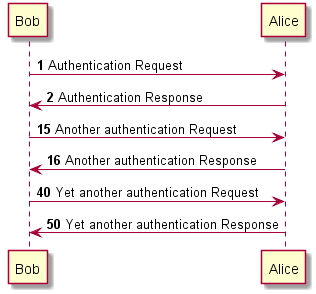 Bob Alice
1 Authentication Request
2 Authentication Response
15 Another authentication Request
16 Another authentication Response
40 Yet another authentication Request
50 Yet another authentication Response
Bob Alice